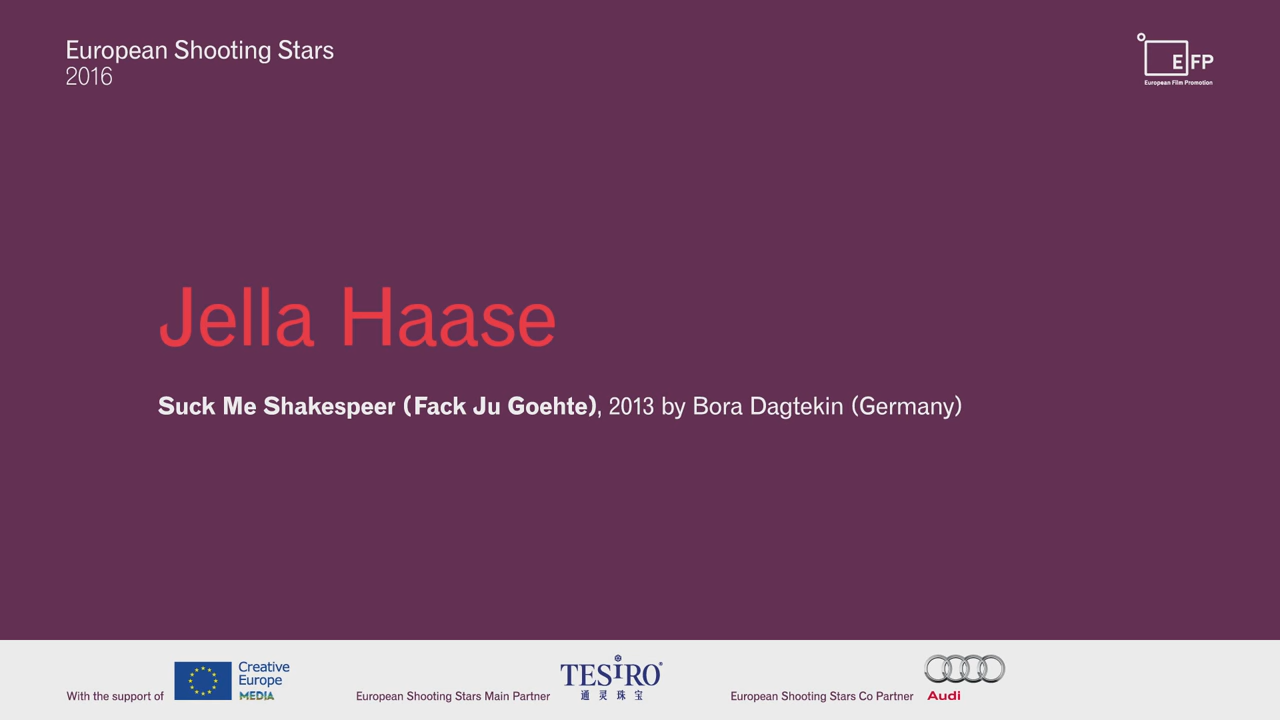 European Shooting Stars
2016
E FP
European Film Promotion
Jella Haase
Suck Me Shakespeer (Fack Ju Goehte), 2013 by Bora Dagtekin (Germany)
With the support of
Creative
Europe
MEDIA
European Shooting Stars Main Partner
TESIRO®
通灵珠宝
European Shooting Stars Co Partner
Audi